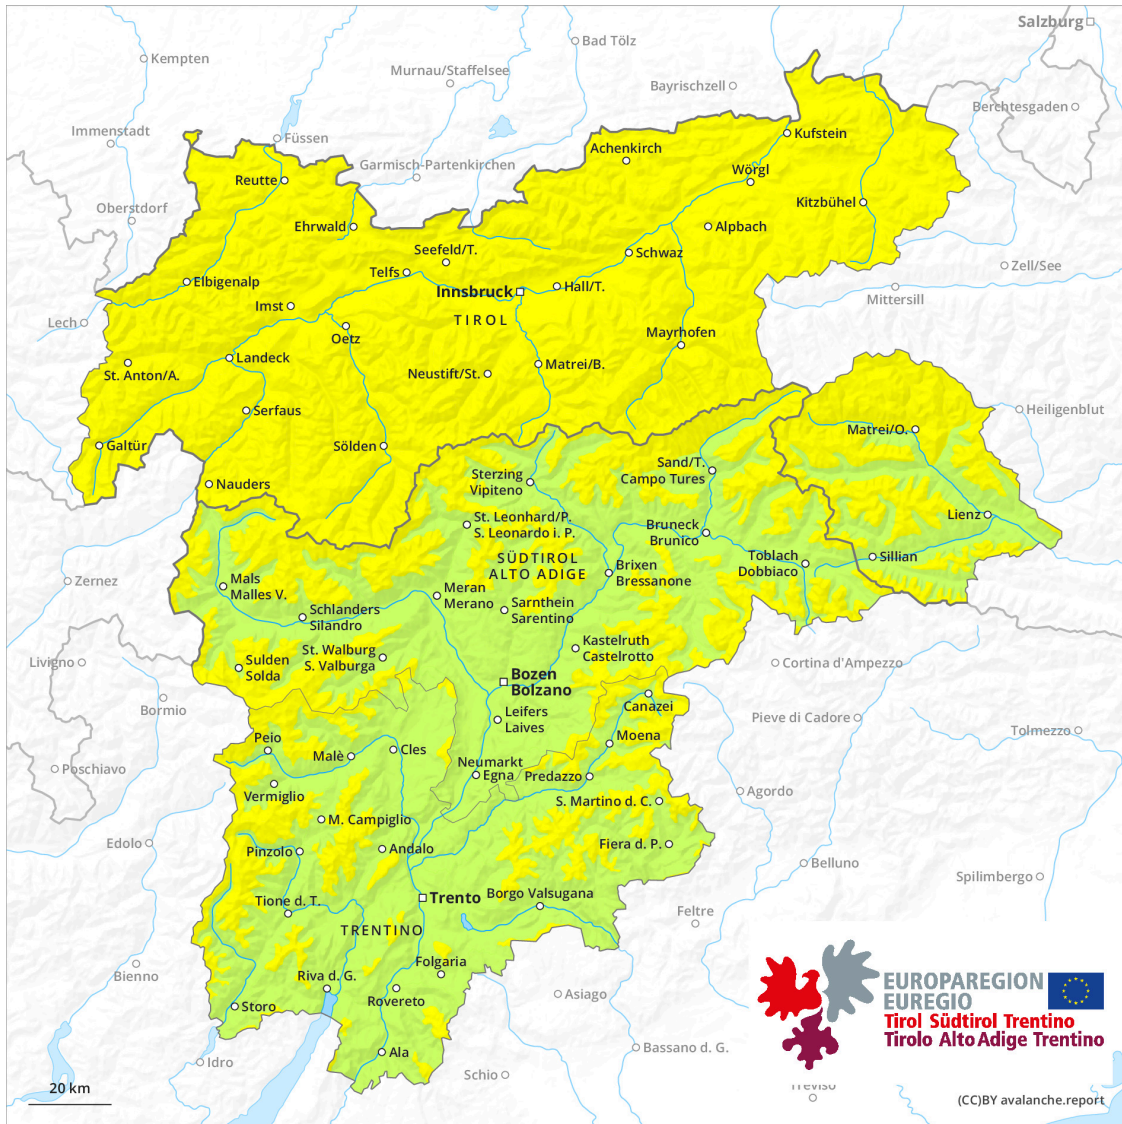 Salzburg
Bad Tölz
Kempten
Murnau/Staffelsee
Bayrischzell
Berchtesgaden
Immenstadt
Füssen
Kufstein
Achenkirch
Garmisch-Partenkirchen
Wörgl
Reutte
Oberstdorf
Kitzbühel
Ehrwald
Alpbach
Seefeld/T.
Schwaz
Zell/See
Telfs
Elbigenalp
Hall/T.
Innsbruck
Mittersill
Imst
TIROL
Lech
Oetz
Mayrhofen
Landeck
Matrei/B.
St. Anton/A.
Neustift/St.
Serfaus
Heiligenblut
Matrei/O.
Galtür
Sölden
Sand/T.
Campo Tures
Sterzing
Vipiteno
Nauders
Lienz
St. Leonhard/P.
S. Leonardo i. P.
Bruneck
Brunico
SÜDTIROL
ALTO ADIGE
Toblach
Dobbiaco
Sillian
Brixen
Bressanone
Zernez
Mals
Malles V.
Meran
Merano
Sarnthein
Sarentino
Schlanders
Silandro
Kastelruth
Castelrotto
St. Walburg
S. Valburga
Livigno
Sulden
Solda
Cortina d'Ampezzo
Bozen
Bolzano
Canazei
Bormio
Leifers
Laives
Pieve di Cadore
Tolmezzo
Peio
Moena
Cles
Malè
Poschiavo
Neumarkt
Egna
Predazzo
Vermiglio
Agordo
S. Martino d. C.
M. Campiglio
Edolo
Pinzolo
Andalo
Fiera d. P.
Belluno
Spilimbergo
Tione d. T.
Trento
Borgo Valsugana
Feltre
TRENTINO
Folgaria
Bienno
Riva d. G.
Rovereto
Asiago
Storo
EUROPAREGION
EUREGIO
Tirol Südtirol Trentino
Tirolo Alto Adige Trentino
Ala
Bassano d. G.
Idro
Schio
Treviso
20 km
(CC)BY avalanche.report